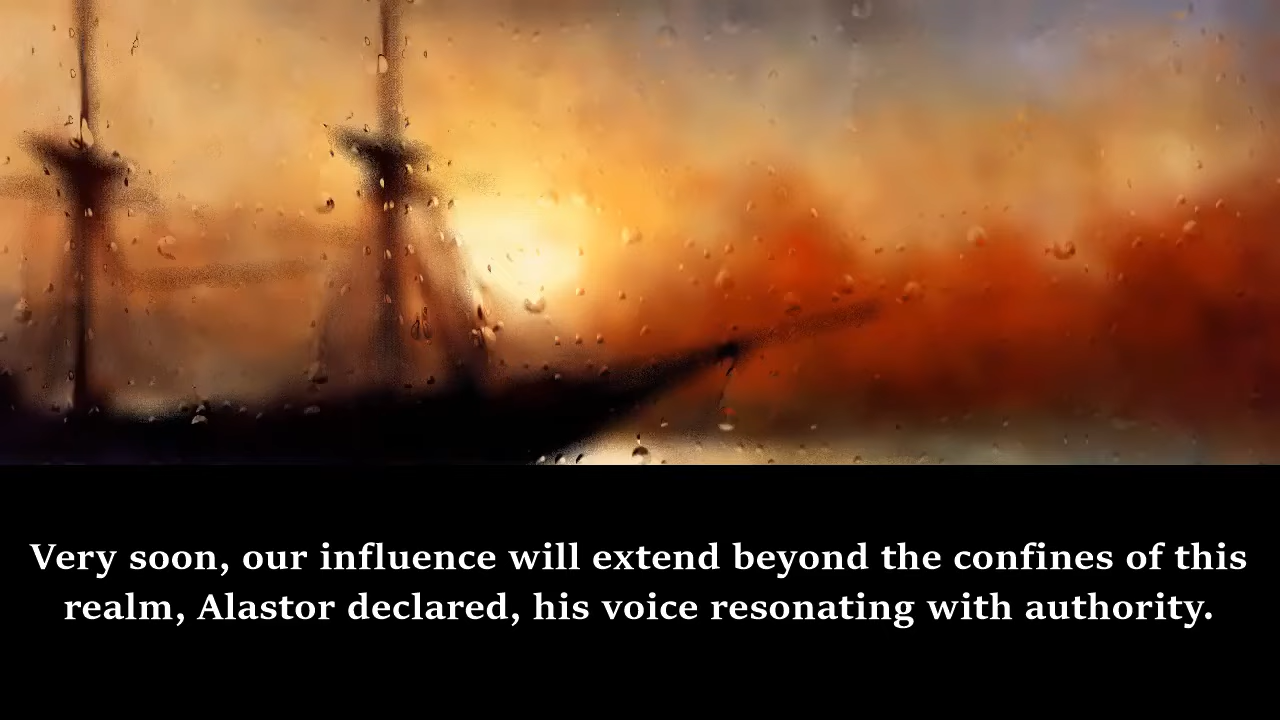 Very soon, our influence will extend beyond the confines of this
realm, Alastor declared, his voice resonating with authority.